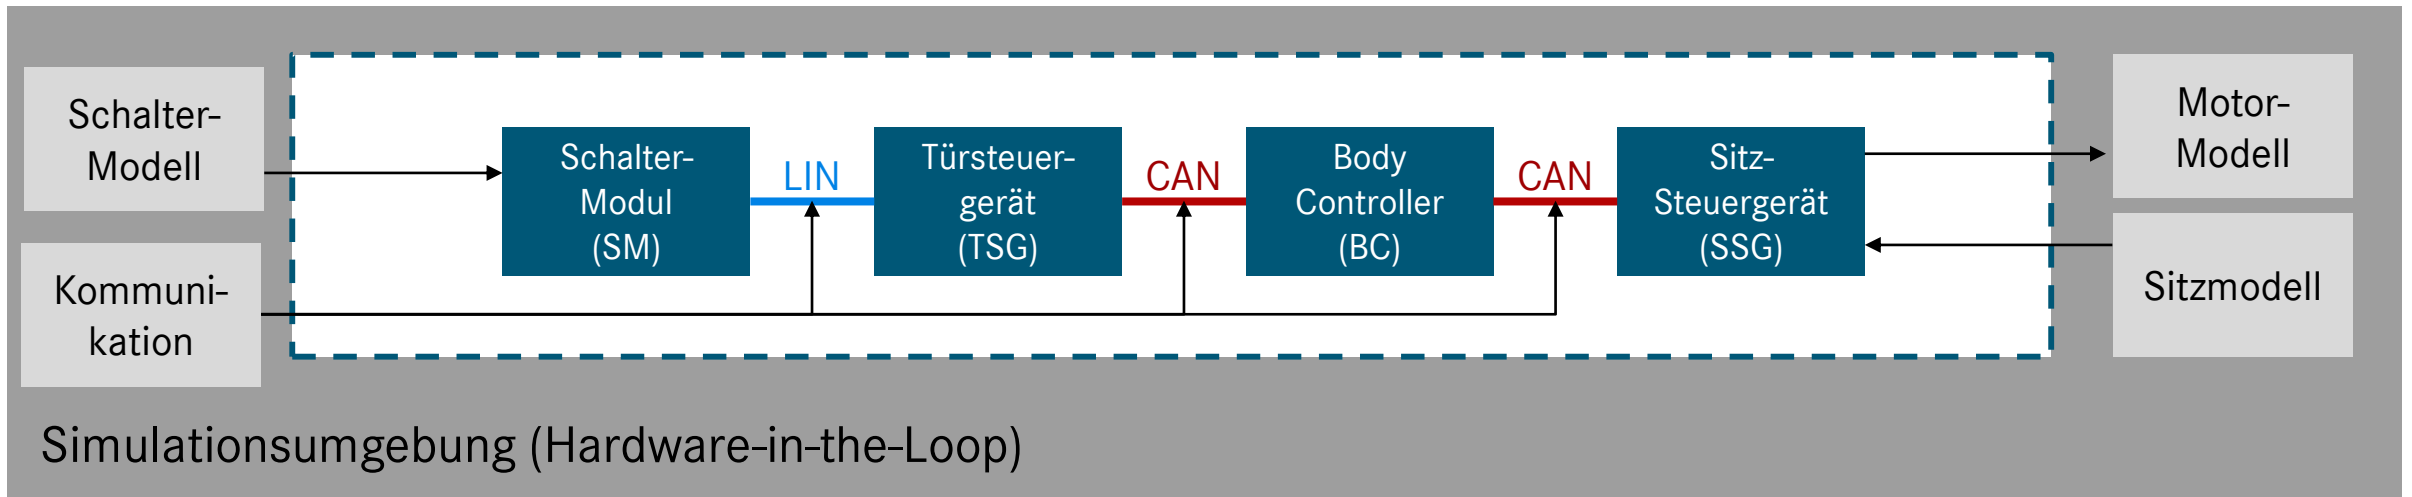 Schalter-
Modell
Kommuni-
kation
Schalter-
Modul
(SM)
LIN
Türsteuer-
gerät
(TSG)
CAN
Body
Controller
(BC)
CAN
Sitz-
Steuergerät
(SSG)
Motor-
Modell
Sitzmodell
Simulationsumgebung (Hardware-in-the-Loop)